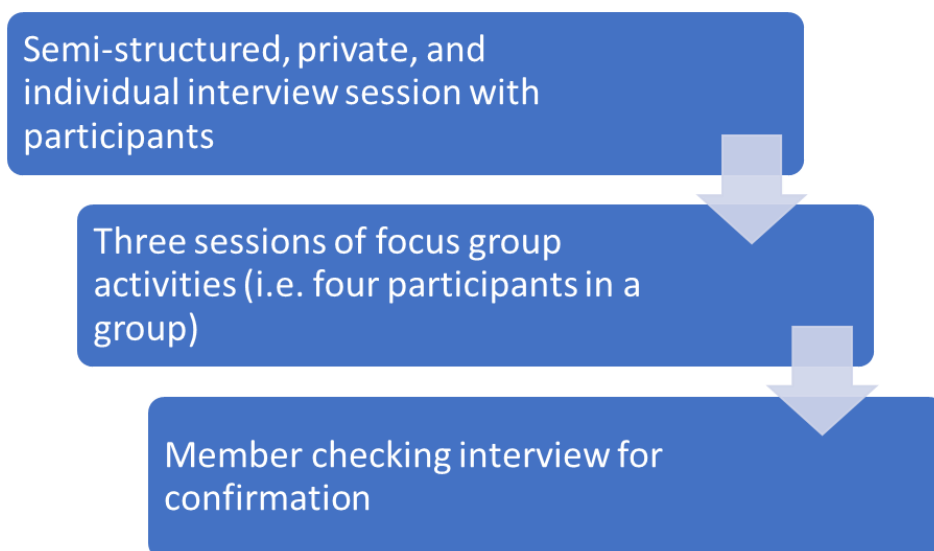 Semi-structured, private, and
individual interview session with
participants
Three sessions of focus group
activities (i.e. four participants in a
group)
Member checking interview for
confirmation